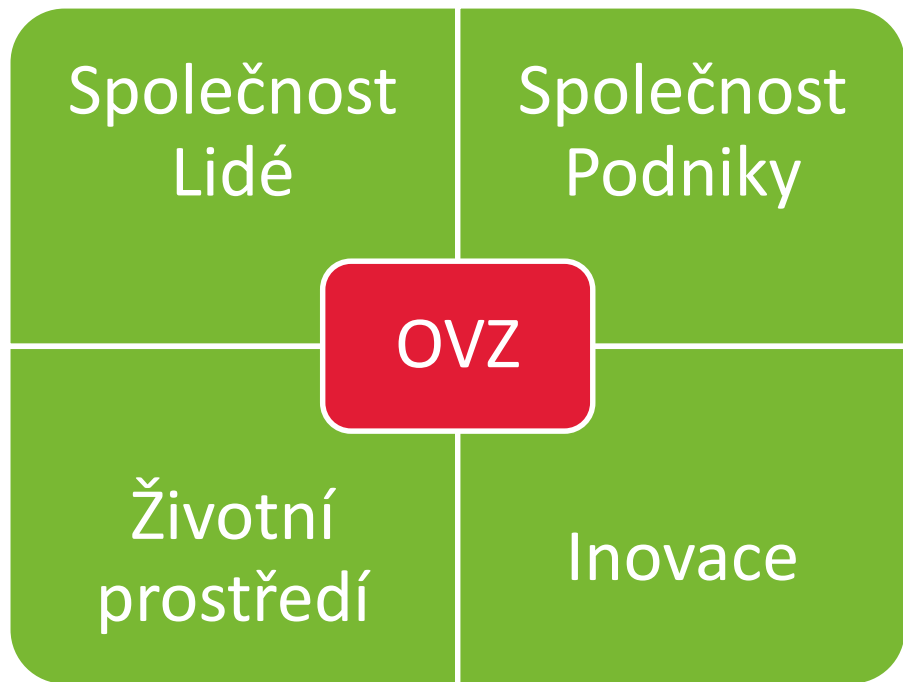 Společnost
Lidé
Společnost
Podniky
OVZ
Životní
prostředí
Inovace